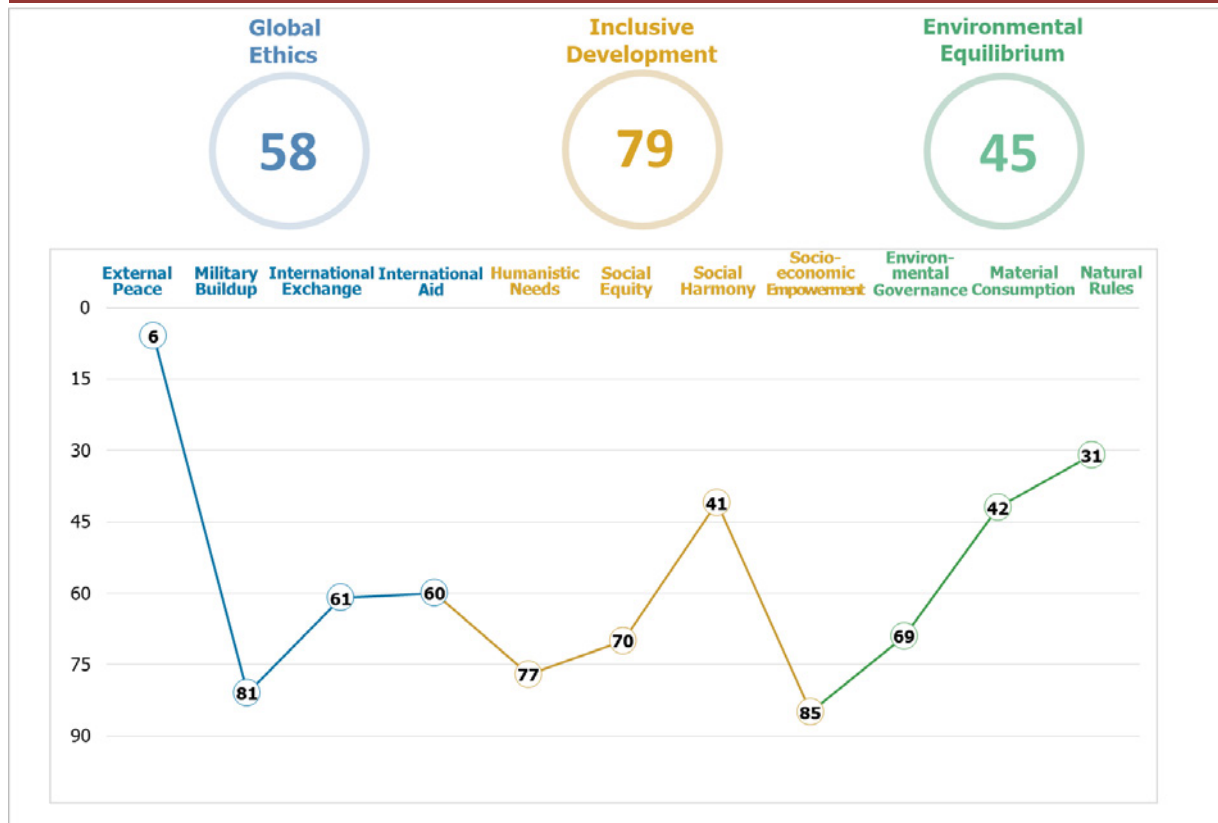 Global
Ethics
58
Inclusive
Development
79
Environmental
Equilibrium
45
External
Peace
Military
Buildup
International
Exchange
International
Aid
Humanistic
Needs
Social
Equity
Social
Harmony
Socio-
economic
Empowerment
Environ-
mental
Governance
Material
Consumption
Natural
Rules
0
15
30
45
60
75
90
6
81
61
60
77
70
41
85
69
42
31